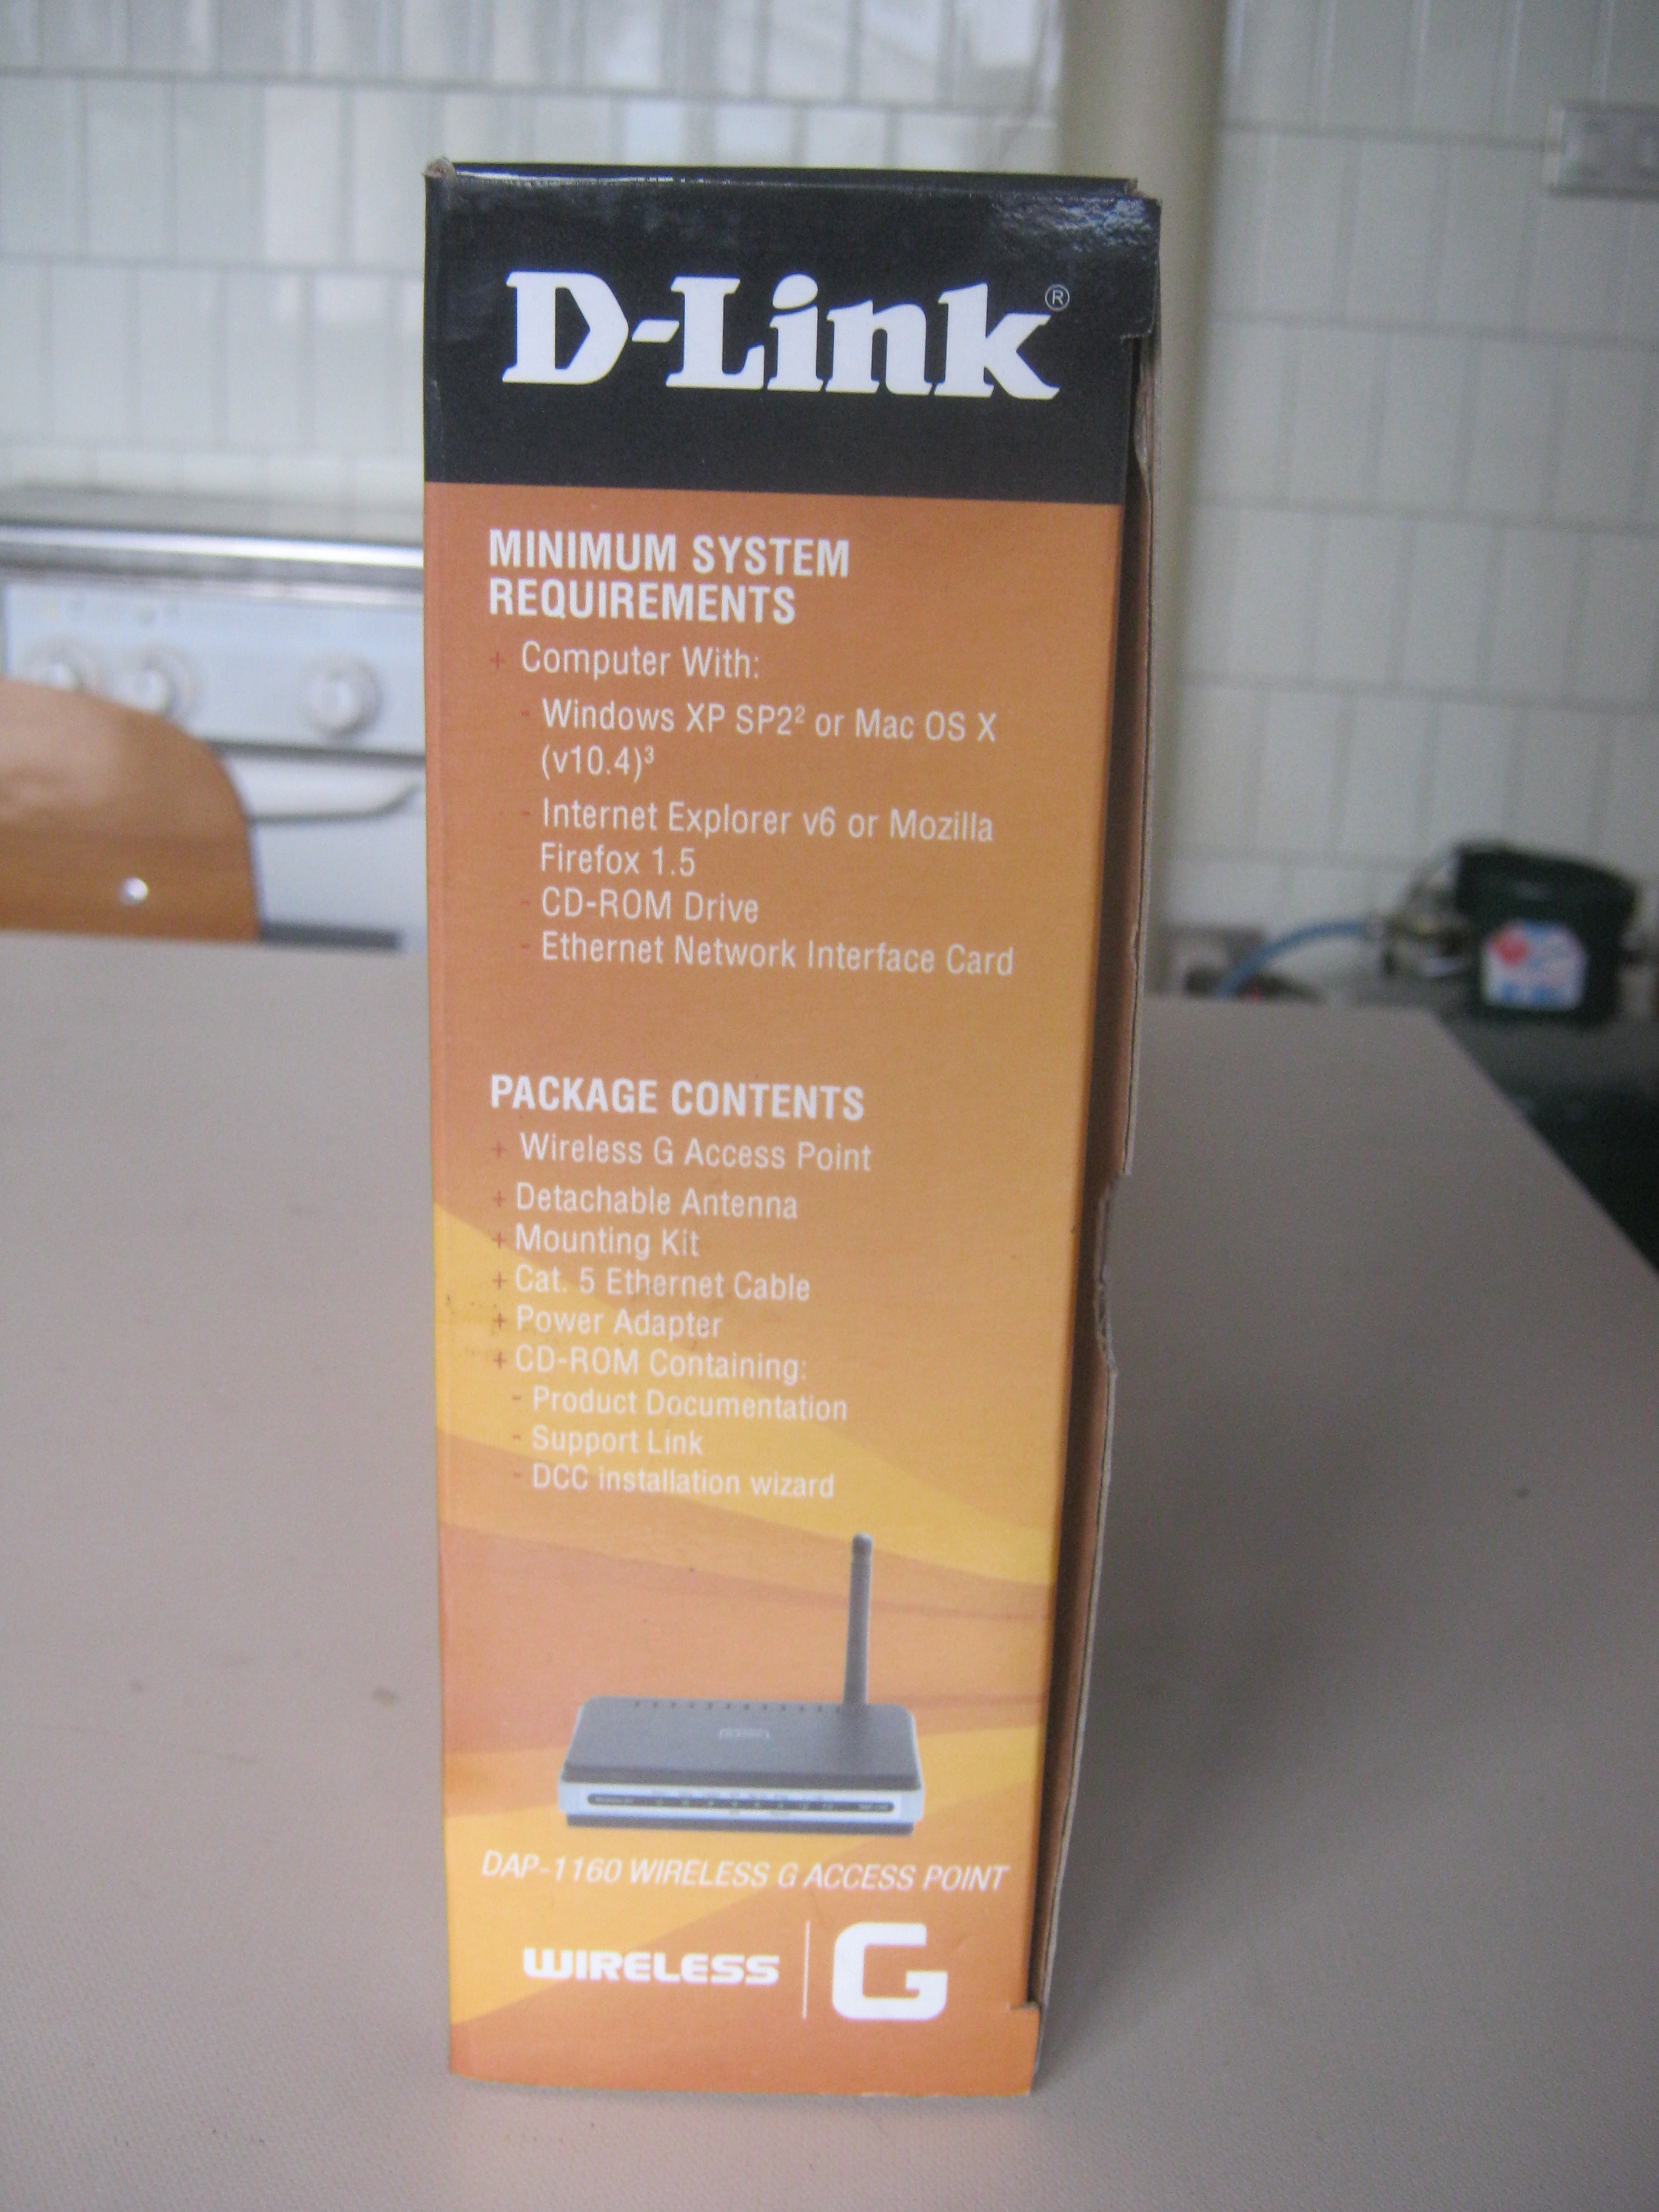 D-Link®
MINIMUM SYSTEM
REQUIREMENTS
+ Computer With:
- Windows XP SP2² or Mac OS X
(v10.4)³
- Internet Explorer v6 or Mozilla
Firefox 1.5
- CD-ROM Drive
- Ethernet Network Interface Card
PACKAGE CONTENTS
+ Wireless G Access Point
+ Detachable Antenna
+ Mounting Kit
+ Cat. 5 Ethernet Cable
+ Power Adapter
+ CD-ROM Containing:
- Product Documentation
- Support Link
- DCC installation wizard
DAP-1160 WIRELESS G ACCESS POINT
WIRELESS | G